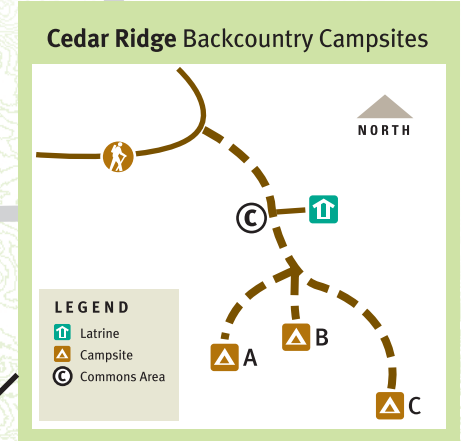 Cedar Ridge Backcountry Campsites
NORTH
C
A
B
C
LEGEND
Latrine
Campsite
C Commons Area